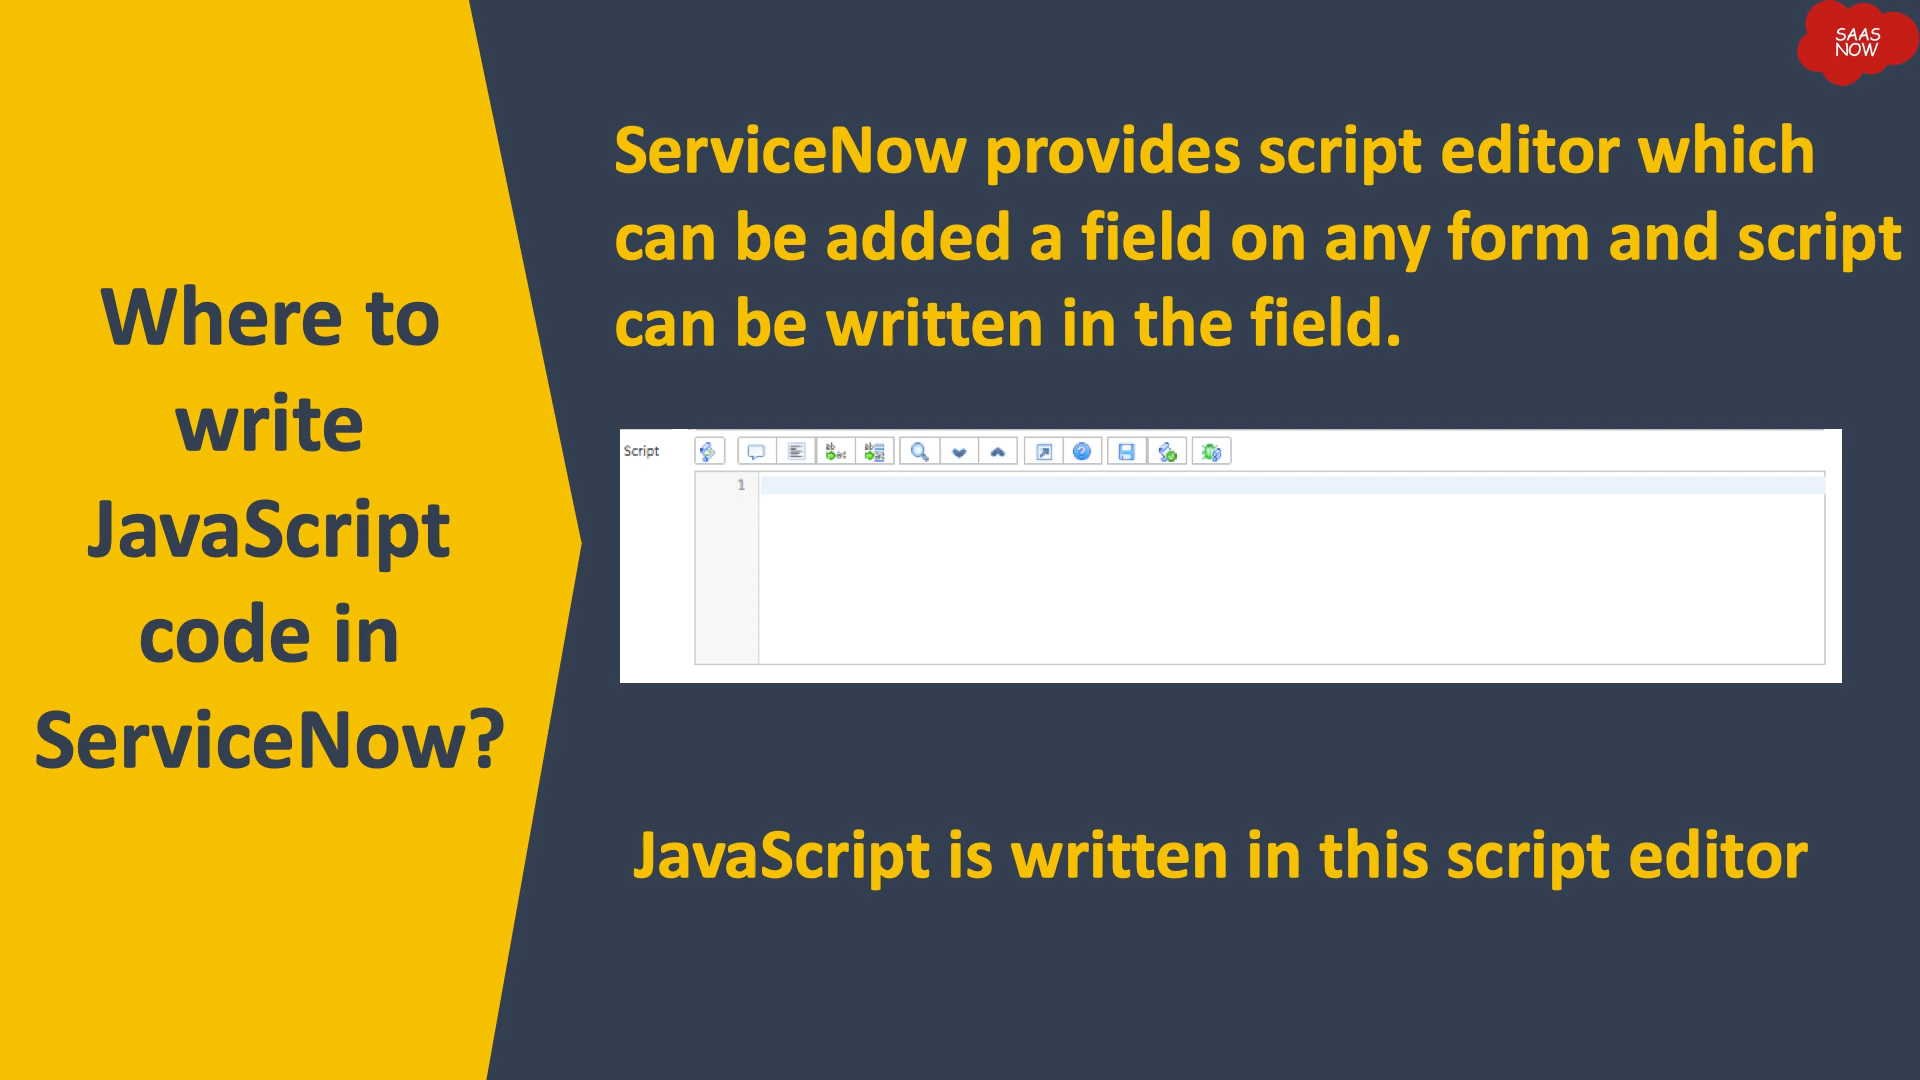 SAAS
NOW
Where to
write
JavaScript
code in
ServiceNow?
ServiceNow provides script editor which
can be added a field on any form and script
can be written in the field.
Script
1
JavaScript is written in this script editor